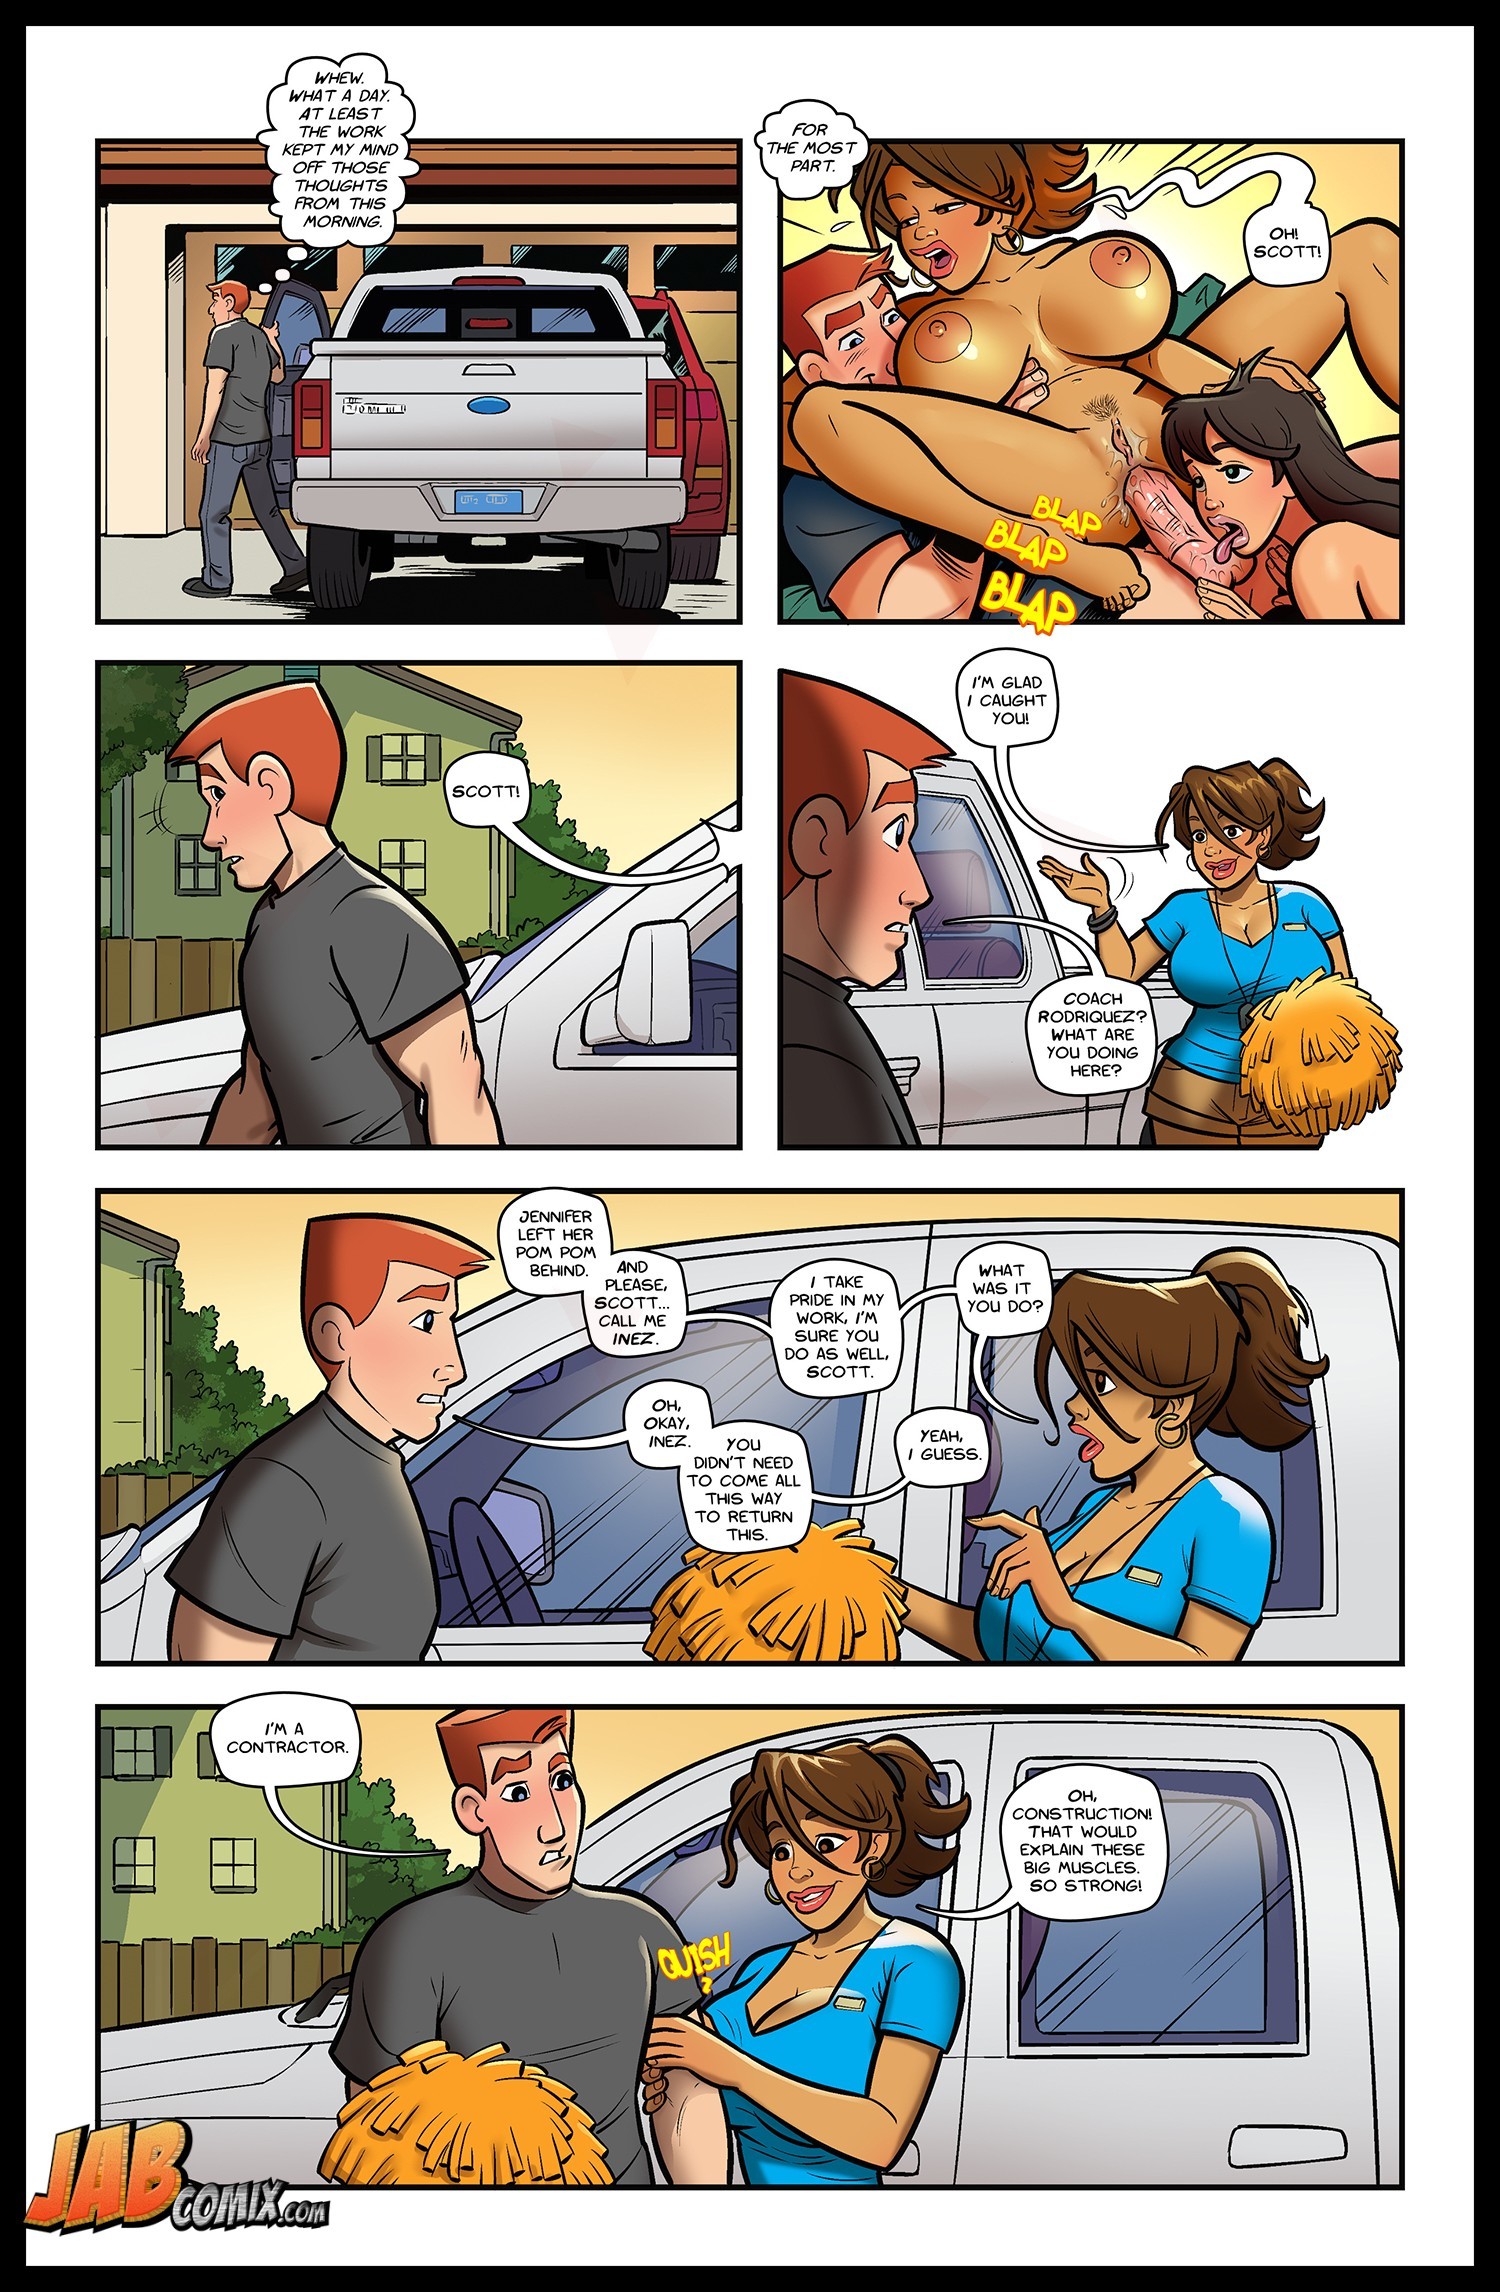 WHEW.
WHAT A DAY.
AT LEAST
THE WORK
KEPT MY MIND
OFF THOSE
THOUGHTS
FROM THIS
MORNING.
FOR
THE MOST
PART.
OH!
SCOTT!
BLAP
BLAP
BLAP
SCOTT!
I'M GLAD
I CAUGHT
YOU!
COACH
RODRIQUEZ?
WHAT ARE
YOU DOING
HERE?
JENNIFER
LEFT HER
POM POM
BEHIND.
AND
PLEASE,
SCOTT...
CALL ME
INEZ.
OH,
OKAY,
INEZ.
YOU
DIDN'T NEED
TO COME ALL
THIS WAY
TO RETURN
THIS.
I TAKE
PRIDE IN MY
WORK, I'M
SURE YOU
DO AS WELL,
SCOTT.
YEAH,
I GUESS.
WHAT
WAS IT
YOU DO?
I'M A
CONTRACTOR.
OH,
CONSTRUCTION!
THAT WOULD
EXPLAIN THESE
BIG MUSCLES.
SO STRONG!
QUISH
?
JAB
COMIX.COM